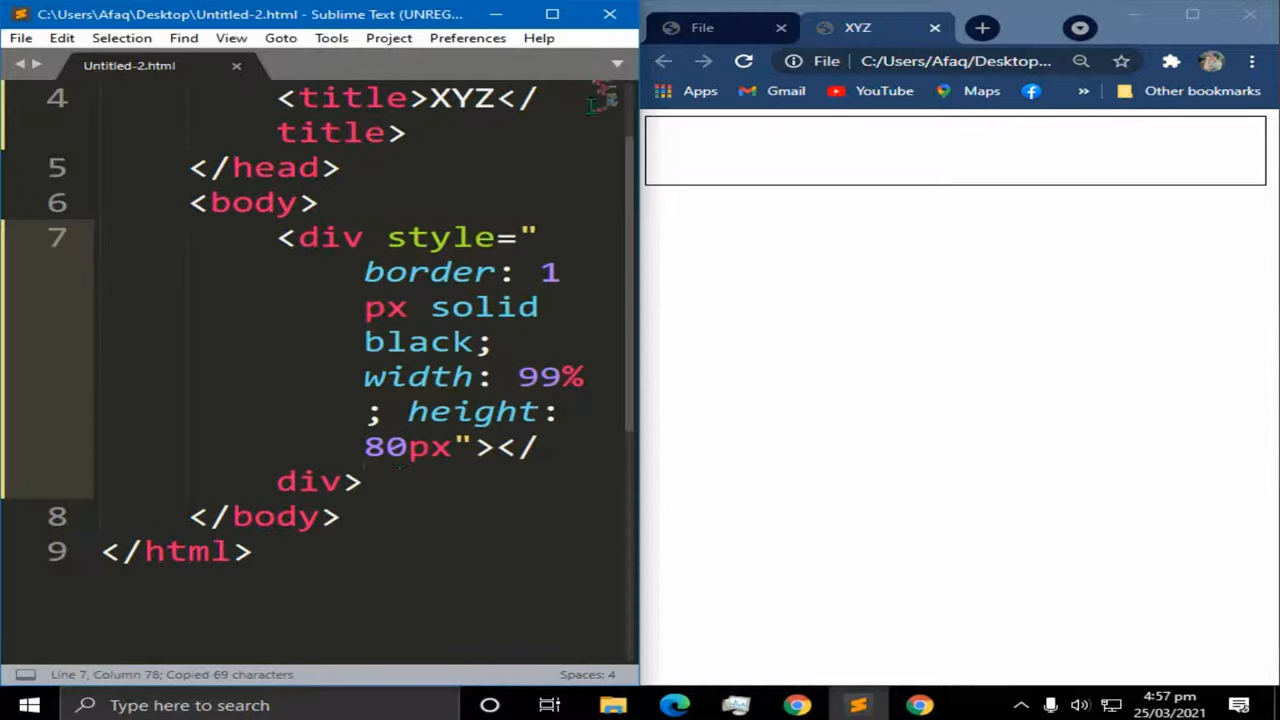 C:\Users\Afaq\Desktop\Untitled-2.html - Sublime Text (UNREG...
File Edit Selection Find View Goto Tools Project Preferences Help
Untitled-2.html
4 <title>XYZ</
title>
5 </head>
6 <body>
7 <div style="
border: 1
px solid
black;
width: 99%
; height:
80px"></
div>
8 </body>
9 </html>
Line 7, Column 78; Copied 69 characters
Spaces: 4
File
XYZ
File C:/Users/Afaq/Desktop...
Apps Gmail YouTube Maps » Other bookmarks
Type here to search
4:57 pm
25/03/2021